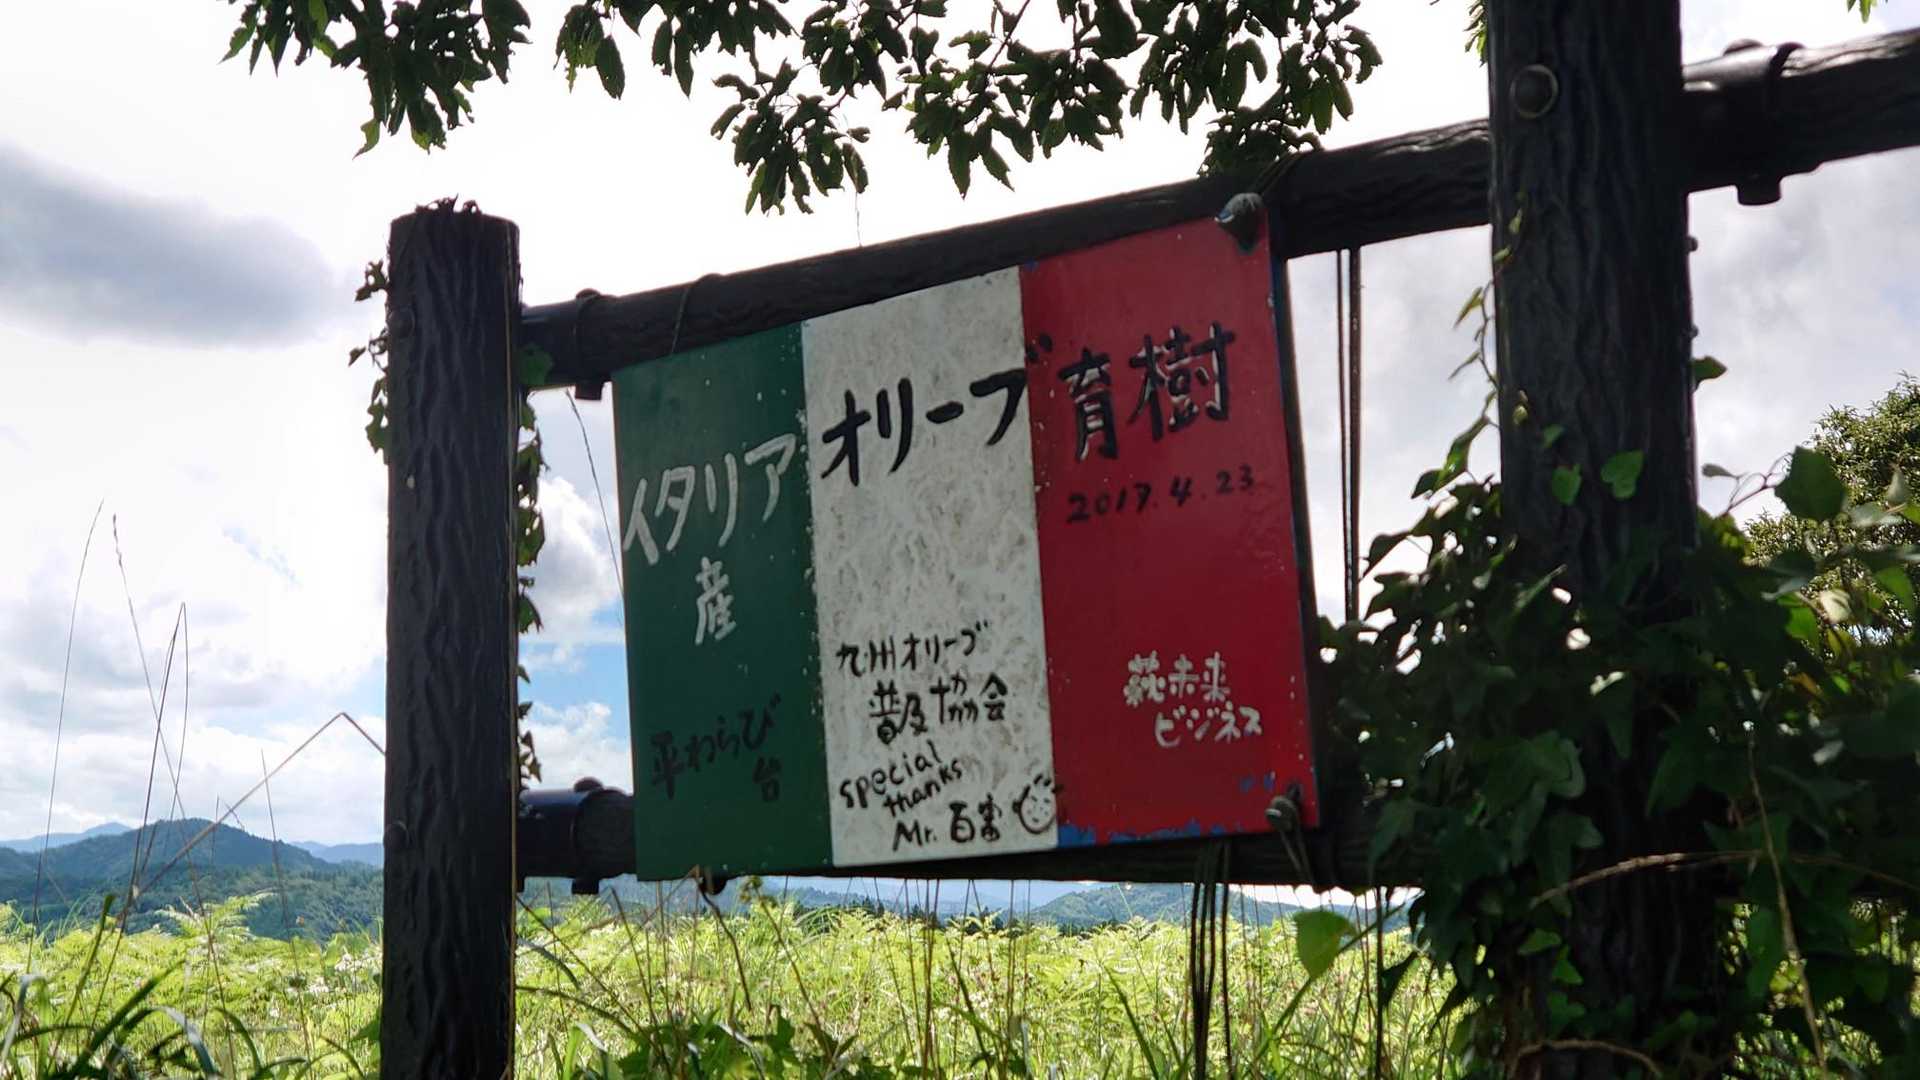 イタリア
産
オリーブ
育樹
2017.4.23
平わらび
台
九州オリーブ
普及協会
special
thanks
Mr.
未来
ビジネス